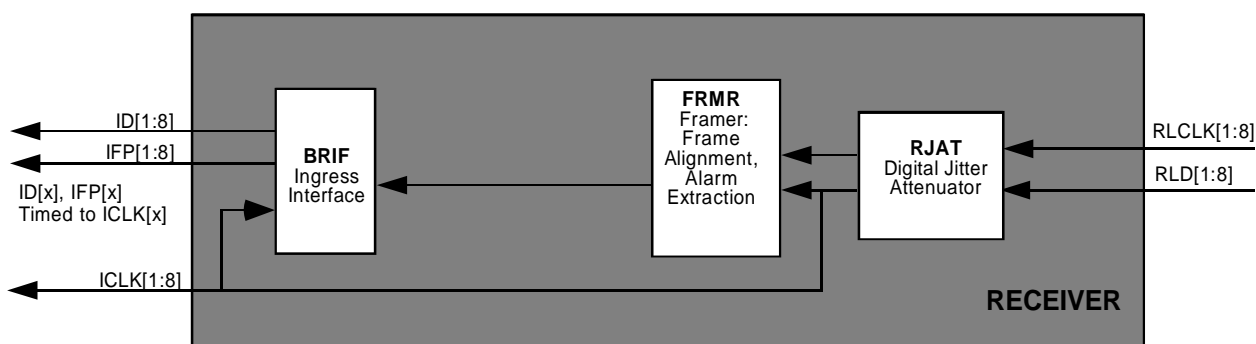 ID[1:8]
IFP[1:8]
ID[x], IFP[x]
Timed to ICLK[x]
ICLK[1:8]
BRIF
Ingress
Interface
FRMR
Framer:
Frame
Alignment,
Alarm
Extraction
RJAT
Digital Jitter
Attenuator
RLCLK[1:8]
RLD[1:8]
RECEIVER